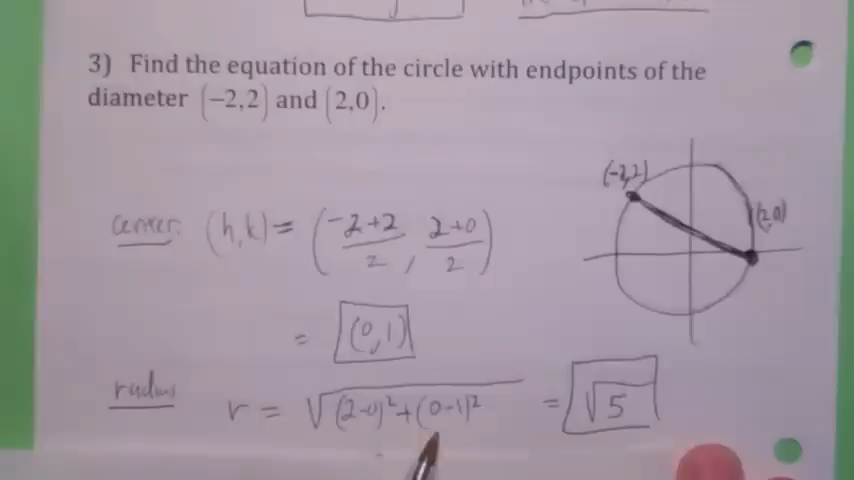 3) Find the equation of the circle with endpoints of the
diameter (-2,2) and (2,0).
(-2,2)
(2,0)
center: (h,k) = (-2+2/2, 2+0/2)
= (0,1)
radius r = √(2-0)²+(0-1)² = √5